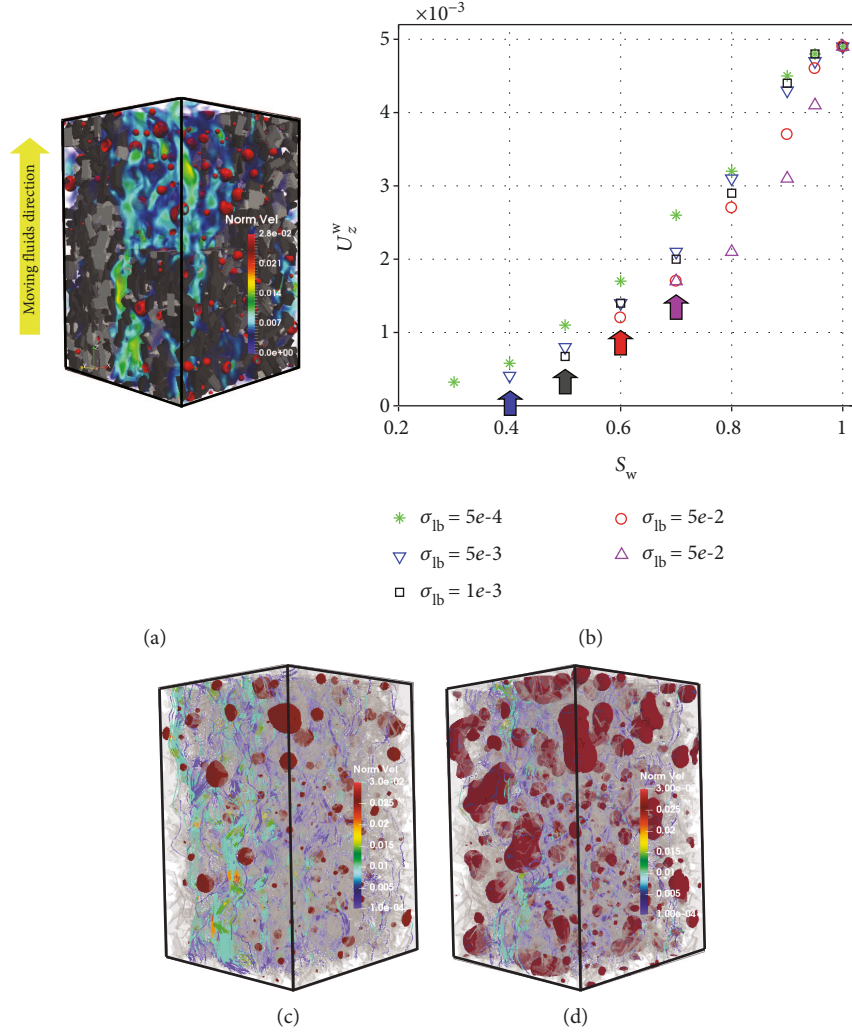 Moving fluids direction
Norm Vel
2.8e-02
0.021
0.014
0.007
0.0e+00
(a)
×10⁻³
5
4
3
2
1
0
U_z^w
0.2
0.4
0.6
0.8
1
S_w
σ_lb = 5e-4
σ_lb = 5e-3
σ_lb = 1e-3
σ_lb = 5e-2
σ_lb = 5e-2
(b)
Norm Vel
3.0e-02
0.025
0.02
0.015
0.01
0.005
1.0e-04
(c)
Norm Vel
0.025
0.02
0.015
0.01
0.005
1.00e-04
(d)